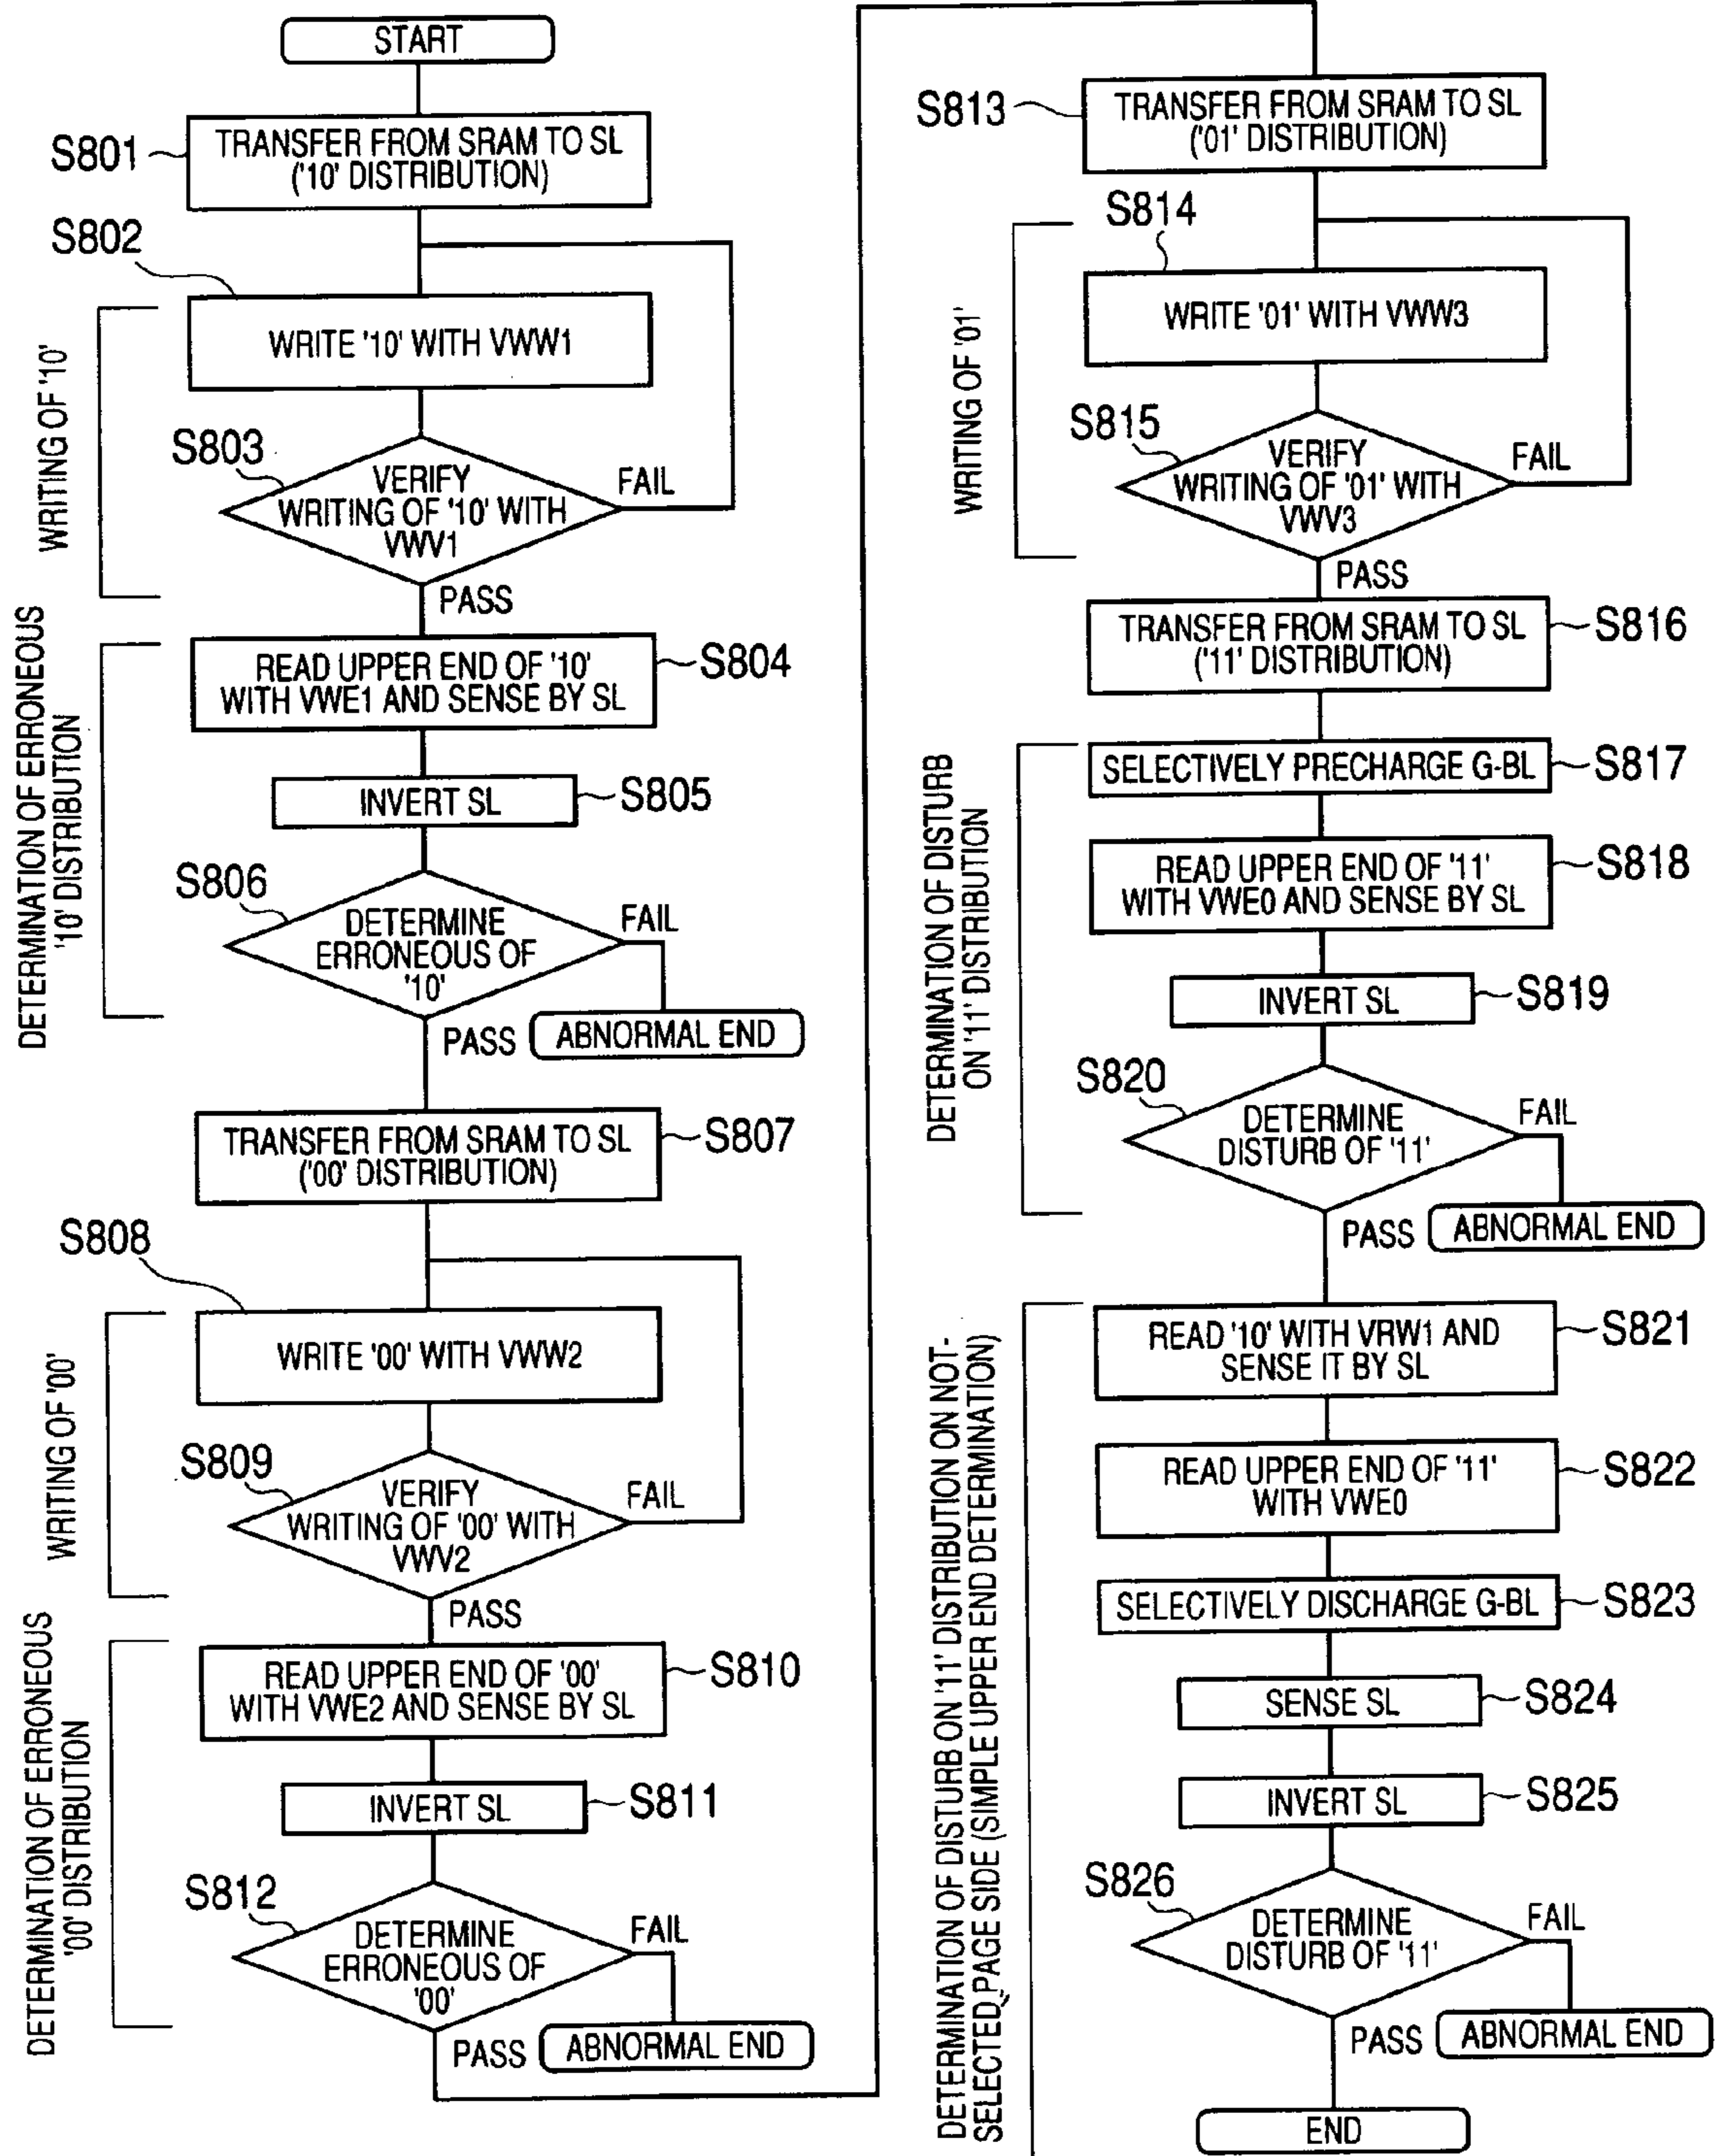 START
S801
TRANSFER FROM SRAM TO SL
('10' DISTRIBUTION)
S802
WRITE '10' WITH VWW1
WRITING OF '10'
S803
VERIFY
WRITING OF '10' WITH
VWV1
FAIL
PASS
DETERMINATION OF ERRONEOUS
'10' DISTRIBUTION
READ UPPER END OF '10'
WITH VWE1 AND SENSE BY SL
S804
INVERT SL
S805
S806
DETERMINE
ERRONEOUS OF
'10'
FAIL
PASS
ABNORMAL END
TRANSFER FROM SRAM TO SL
('00' DISTRIBUTION)
S807
S808
WRITE '00' WITH VWW2
WRITING OF '00'
S809
VERIFY
WRITING OF '00' WITH
VWV2
FAIL
PASS
DETERMINATION OF ERRONEOUS
'00' DISTRIBUTION
READ UPPER END OF '00'
WITH VWE2 AND SENSE BY SL
S810
INVERT SL
S811
S812
DETERMINE
ERRONEOUS OF
'00'
FAIL
PASS
ABNORMAL END
S813
TRANSFER FROM SRAM TO SL
('01' DISTRIBUTION)
S814
WRITE '01' WITH VWW3
WRITING OF '01'
S815
VERIFY
WRITING OF '01' WITH
VWV3
FAIL
PASS
TRANSFER FROM SRAM TO SL
('11' DISTRIBUTION)
S816
DETERMINATION OF DISTURB
ON '11' DISTRIBUTION
SELECTIVELY PRECHARGE G-BL
S817
READ UPPER END OF '11'
WITH VWE0 AND SENSE BY SL
S818
INVERT SL
S819
S820
DETERMINE
DISTURB OF '11'
FAIL
PASS
ABNORMAL END
DETERMINATION OF DISTURB ON '11' DISTRIBUTION ON NOT-
SELECTED PAGE SIDE (SIMPLE UPPER END DETERMINATION)
READ '10' WITH VRW1 AND
SENSE IT BY SL
S821
READ UPPER END OF '11'
WITH VWE0
S822
SELECTIVELY DISCHARGE G-BL
S823
SENSE SL
S824
INVERT SL
S825
S826
DETERMINE
DISTURB OF '11'
FAIL
PASS
ABNORMAL END
END